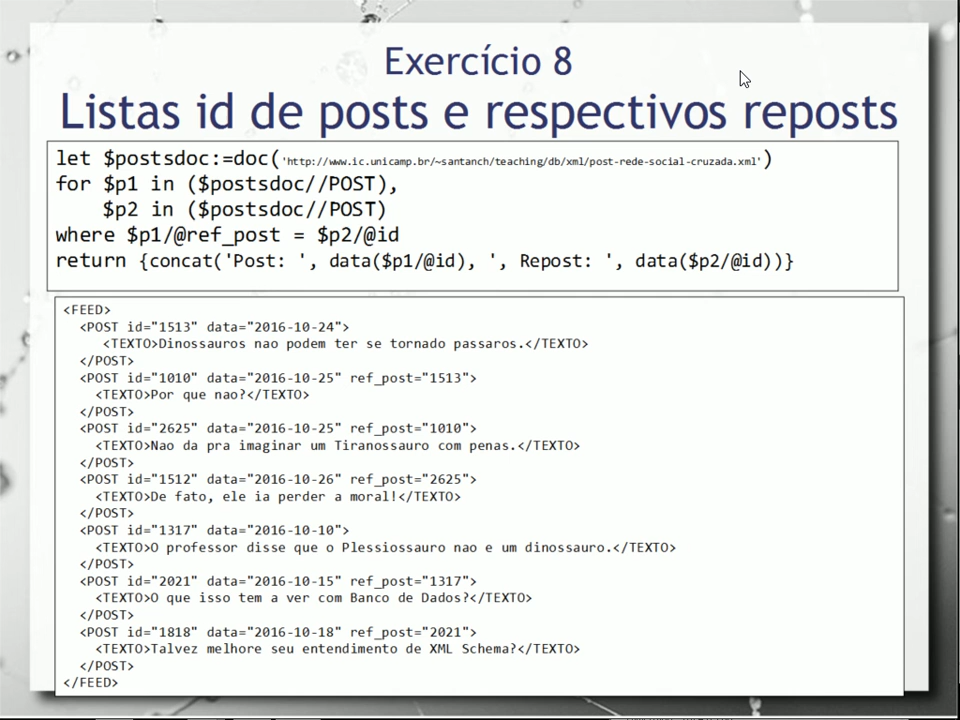 Exercício 8
Listas id de posts e respectivos reposts
let $postsdoc:=doc('http://www.ic.unicamp.br/~santanch/teaching/db/xml/post-rede-social-cruzada.xml')
for $p1 in ($postsdoc//POST),
    $p2 in ($postsdoc//POST)
where $p1/@ref_post = $p2/@id
return {concat('Post: ', data($p1/@id), ', Repost: ', data($p2/@id))}
<FEED>
  <POST id="1513" data="2016-10-24">
     <TEXTO>Dinossauros nao podem ter se tornado passaros.</TEXTO>
  </POST>
  <POST id="1010" data="2016-10-25" ref_post="1513">
    <TEXTO>Por que nao?</TEXTO>
  </POST>
  <POST id="2625" data="2016-10-25" ref_post="1010">
    <TEXTO>Nao da pra imaginar um Tiranossauro com penas.</TEXTO>
  </POST>
  <POST id="1512" data="2016-10-26" ref_post="2625">
    <TEXTO>De fato, ele ia perder a moral!</TEXTO>
  </POST>
  <POST id="1317" data="2016-10-10">
    <TEXTO>O professor disse que o Plessiossauro nao e um dinossauro.</TEXTO>
  </POST>
  <POST id="2021" data="2016-10-15" ref_post="1317">
    <TEXTO>O que isso tem a ver com Banco de Dados?</TEXTO>
  </POST>
  <POST id="1818" data="2016-10-18" ref_post="2021">
    <TEXTO>Talvez melhore seu entendimento de XML Schema?</TEXTO>
  </POST>
</FEED>